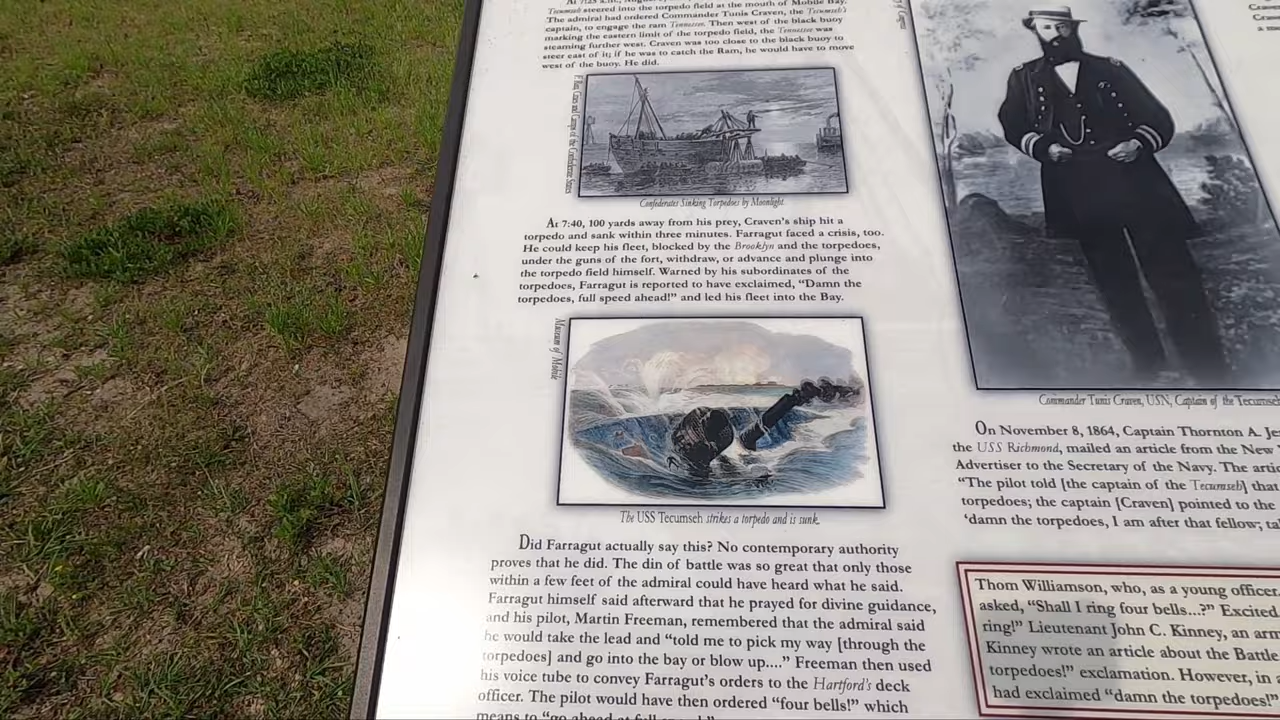 Tecumseh steered into the torpedo field at the mouth of Mobile Bay.
The admiral had ordered Commander Tunis Craven, the Tecumseh's
captain, to engage the ram Tennessee. Then west of the black buoy
marking the eastern limit of the torpedo field, the Tennessee was
steaming further west. Craven was too close to the black buoy to
steer east of it; if he was to catch the Ram, he would have to move
west of the buoy. He did.
Confederates Sinking Torpedoes by Moonlight
At 7:40, 100 yards away from his prey, Craven's ship hit a
torpedo and sank within three minutes. Farragut faced a crisis, too.
He could keep his fleet, blocked by the Brooklyn and the torpedoes,
under the guns of the fort, withdraw, or advance and plunge into
the torpedo field himself. Warned by his subordinates of the
torpedoes, Farragut is reported to have exclaimed, "Damn the
torpedoes, full speed ahead!" and led his fleet into the Bay.
Museum of Mobile
The USS Tecumseh strikes a torpedo and is sunk.
Did Farragut actually say this? No contemporary authority
proves that he did. The din of battle was so great that only those
within a few feet of the admiral could have heard what he said.
Farragut himself said afterward that he prayed for divine guidance,
and his pilot, Martin Freeman, remembered that the admiral said
he would take the lead and "told me to pick my way [through the
torpedoes] and go into the bay or blow up...." Freeman then used
his voice tube to convey Farragut's orders to the Hartford's deck
officer. The pilot would have then ordered "four bells!" which
means to "go ahead at full speed."
Commander Tunis Craven, USN, Captain of the Tecumseh
On November 8, 1864, Captain Thornton A. Je
the USS Richmond, mailed an article from the New
Advertiser to the Secretary of the Navy. The arti
"The pilot told [the captain of the Tecumseh] that
torpedoes; the captain [Craven] pointed to the
'damn the torpedoes, I am after that fellow; ta
Thom Williamson, who, as a young officer,
asked, "Shall I ring four bells...?" Excited
ring!" Lieutenant John C. Kinney, an arm
Kinney wrote an article about the Battle
torpedoes!" exclamation. However, in a
had exclaimed "damn the torpedoes!"